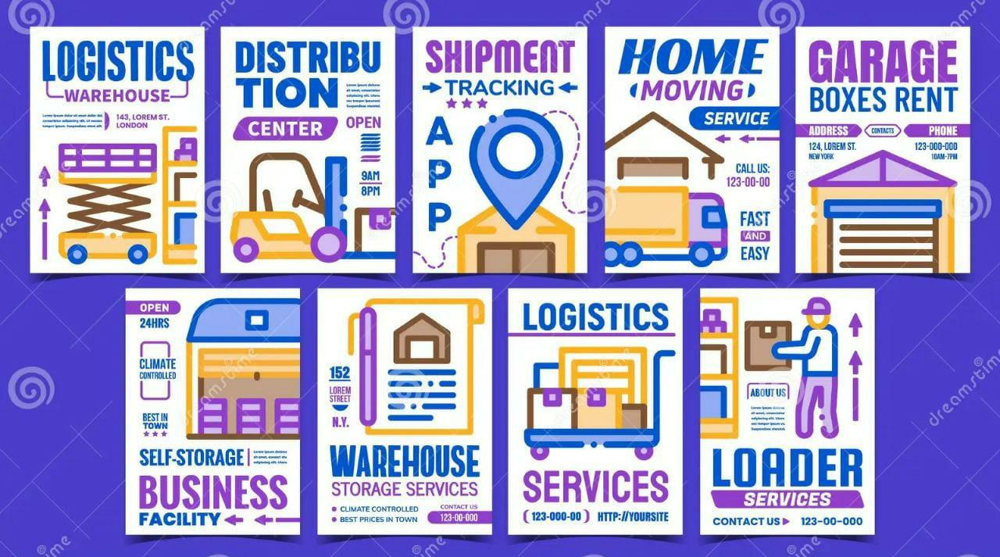 LOGISTICS
WAREHOUSE
143, LOREM ST.
LONDON
DISTRIBU
TION
CENTER
OPEN
9AM
8PM
SHIPMENT
TRACKING
A
P
P
HOME
MOVING
SERVICE
CALL US:
123-00-00
FAST
AND
EASY
GARAGE
BOXES RENT
ADDRESS CONTACTS PHONE
124, LOREM ST. 123-000-000
NEW YORK 10AM-7PM
OPEN
24HRS
CLIMATE
CONTROLLED
BEST IN
TOWN
SELF-STORAGE
BUSINESS
FACILITY
152
LOREM
STREET
N.Y.
WAREHOUSE
STORAGE SERVICES
CLIMATE CONTROLLED
BEST PRICES IN TOWN
CONTACT US
123-00-000
LOGISTICS
SERVICES
(123-000-00) HTTP://YOURSITE
ABOUT US
LOADER
SERVICES
CONTACT US 123-00-000
dreamstime